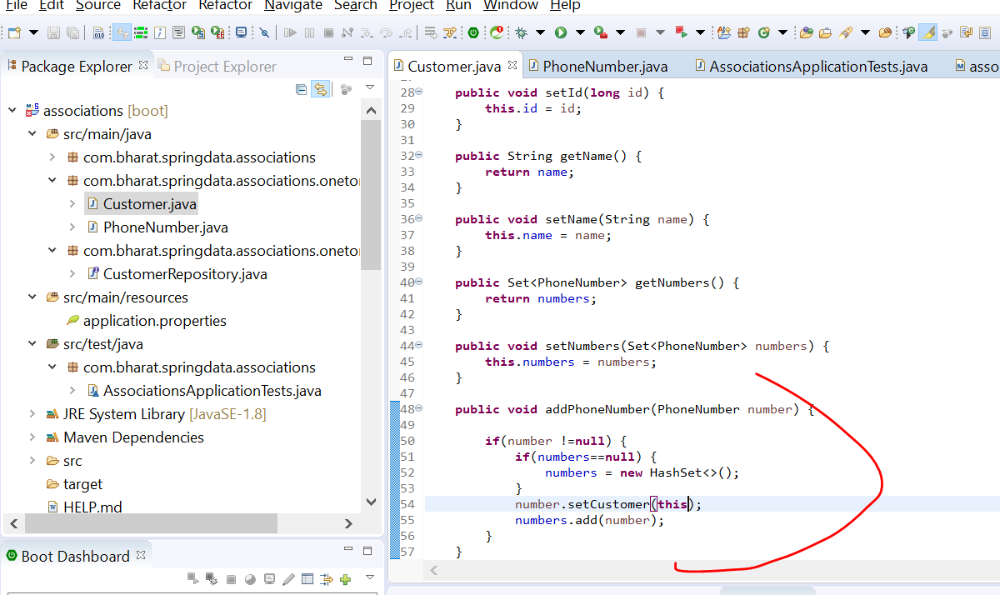 File Edit Source Refactor Refactor Navigate Search Project Run Window Help
Package Explorer Project Explorer
associations [boot]
src/main/java
com.bharat.springdata.associations
com.bharat.springdata.associations.oneto
Customer.java
PhoneNumber.java
com.bharat.springdata.associations.oneto
CustomerRepository.java
src/main/resources
application.properties
src/test/java
com.bharat.springdata.associations
AssociationsApplicationTests.java
JRE System Library [JavaSE-1.8]
Maven Dependencies
src
target
HELP.md
Boot Dashboard
Customer.java PhoneNumber.java AssociationsApplicationTests.java asso
28 public void setId(long id) {
29 this.id = id;
30 }
31
32 public String getName() {
33 return name;
34 }
35
36 public void setName(String name) {
37 this.name = name;
38 }
39
40 public Set<PhoneNumber> getNumbers() {
41 return numbers;
42 }
43
44 public void setNumbers(Set<PhoneNumber> numbers) {
45 this.numbers = numbers;
46 }
47
48 public void addPhoneNumber(PhoneNumber number) {
49
50 if(number !=null) {
51 if(numbers==null) {
52 numbers = new HashSet<>();
53 }
54 number.setCustomer(this);
55 numbers.add(number);
56 }
57 }